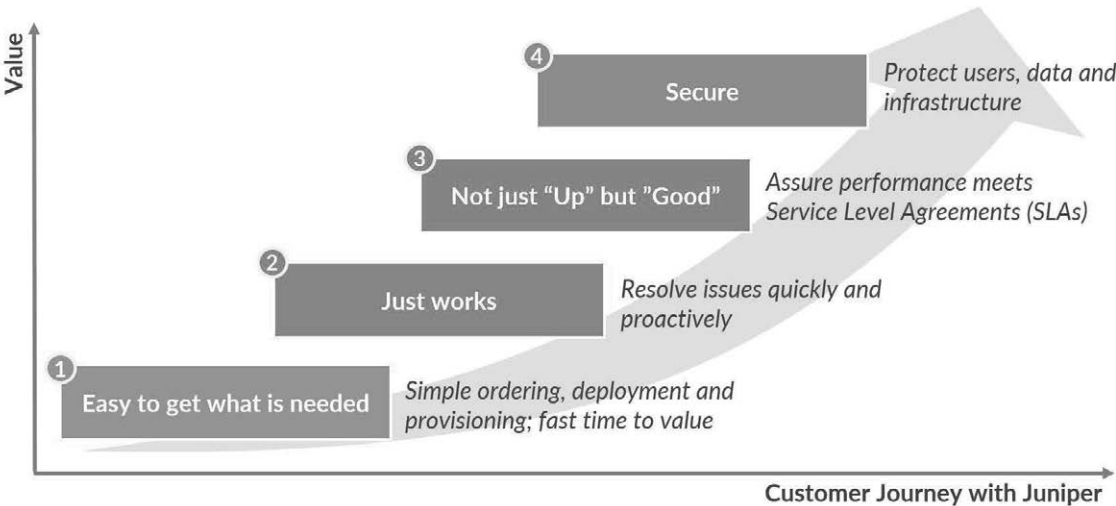 Value
4
Secure
Protect users, data and
infrastructure
3
Not just “Up” but ”Good”
Assure performance meets
Service Level Agreements (SLAs)
2
Just works
Resolve issues quickly and
proactively
1
Easy to get what is needed
Simple ordering, deployment and
provisioning; fast time to value
Customer Journey with Juniper